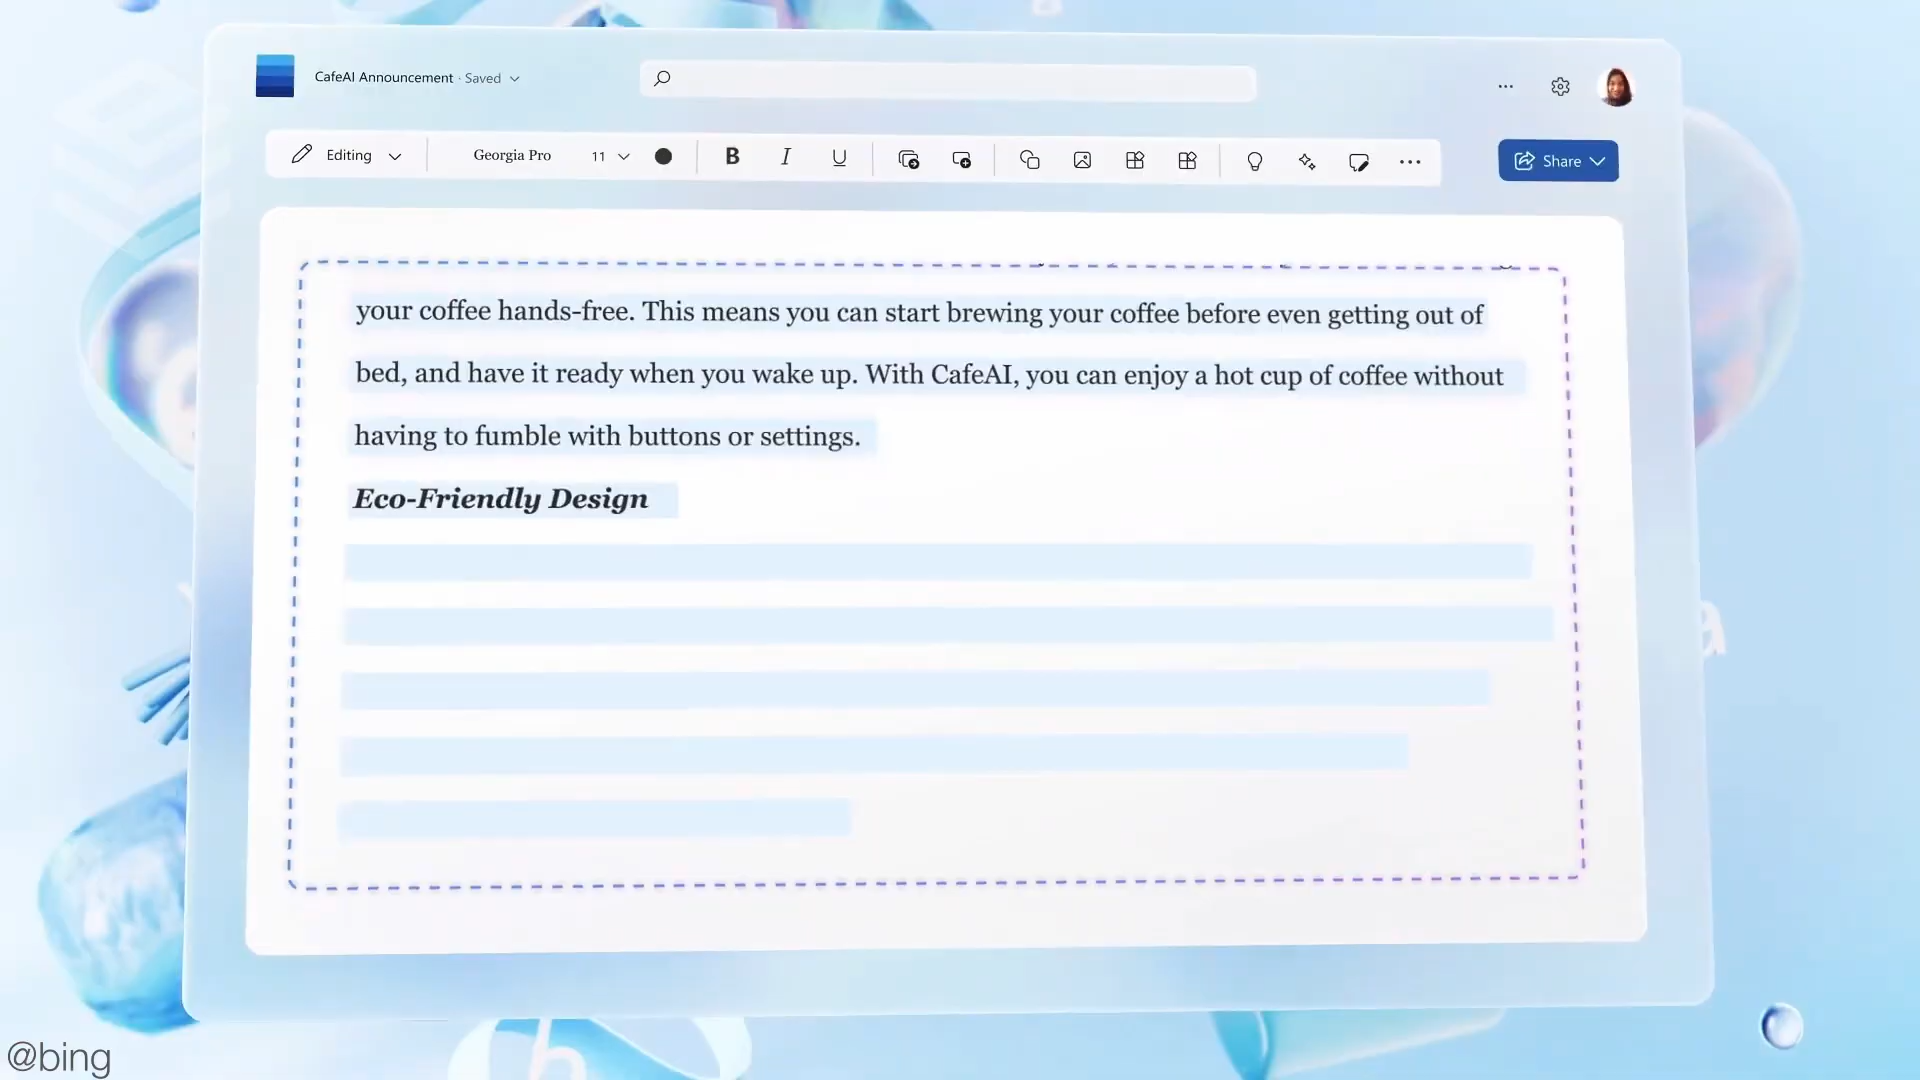 CafeAI Announcement · Saved
Editing
Georgia Pro
11
B
I
U
Share
your coffee hands-free. This means you can start brewing your coffee before even getting out of
bed, and have it ready when you wake up. With CafeAI, you can enjoy a hot cup of coffee without
having to fumble with buttons or settings.
Eco-Friendly Design
@bing